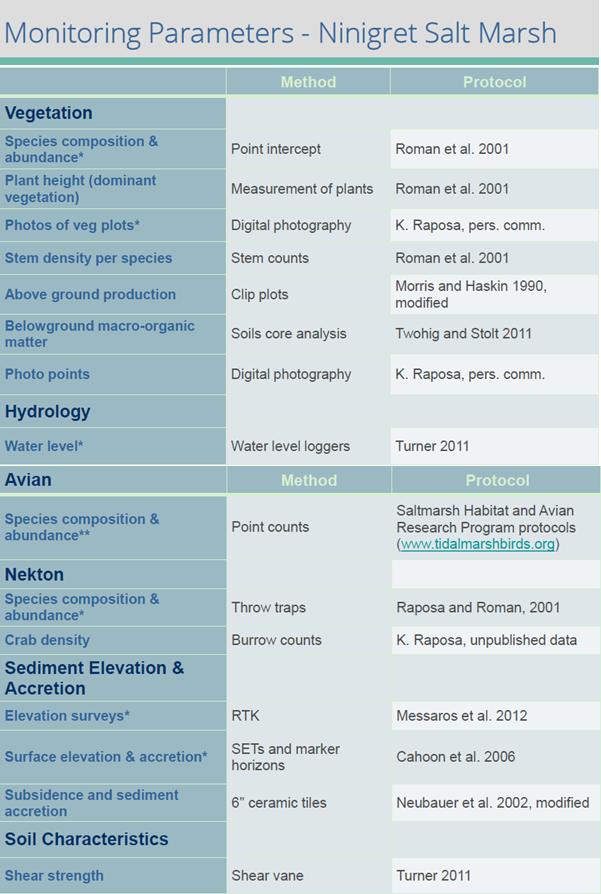 Monitoring Parameters - Ninigret Salt Marsh
Method Protocol
Vegetation
Species composition &
abundance*
Point intercept
Roman et al. 2001
Plant height (dominant
vegetation)
Measurement of plants
Roman et al. 2001
Photos of veg plots*
Digital photography
K. Raposa, pers. comm.
Stem density per species
Stem counts
Roman et al. 2001
Above ground production
Clip plots
Morris and Haskin 1990,
modified
Belowground macro-organic
matter
Soils core analysis
Twohig and Stolt 2011
Photo points
Digital photography
K. Raposa, pers. comm.
Hydrology
Water level*
Water level loggers
Turner 2011
Avian Method Protocol
Species composition &
abundance**
Point counts
Saltmarsh Habitat and Avian
Research Program protocols
(www.tidalmarshbirds.org)
Nekton
Species composition &
abundance*
Throw traps
Raposa and Roman, 2001
Crab density
Burrow counts
K. Raposa, unpublished data
Sediment Elevation &
Accretion
Elevation surveys*
RTK
Messaros et al. 2012
Surface elevation & accretion*
SETs and marker
horizons
Cahoon et al. 2006
Subsidence and sediment
accretion
6" ceramic tiles
Neubauer et al. 2002, modified
Soil Characteristics
Shear strength
Shear vane
Turner 2011